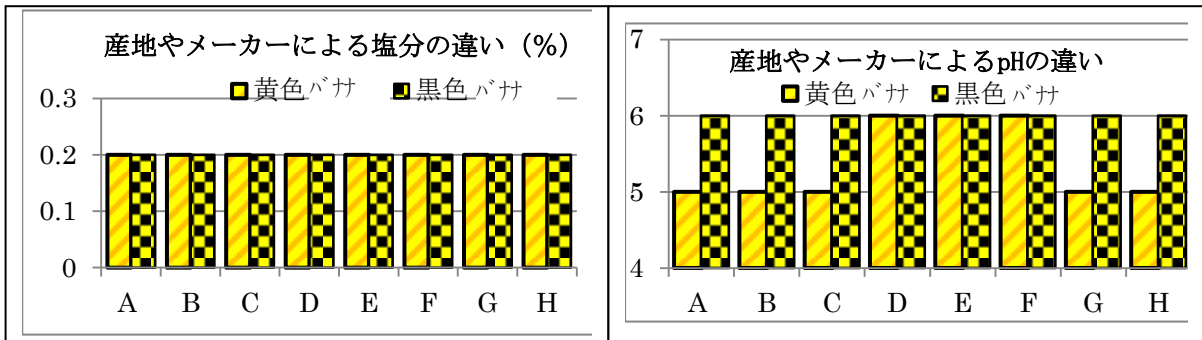 産地やメーカーによる塩分の違い（%）
黄色ﾊﾞﾅﾅ 黒色ﾊﾞﾅﾅ
0.3
0.2
0.1
0
A B C D E F G H
7
産地やメーカーによるpHの違い
黄色ﾊﾞﾅﾅ 黒色ﾊﾞﾅﾅ
6
5
4
A B C D E F G H